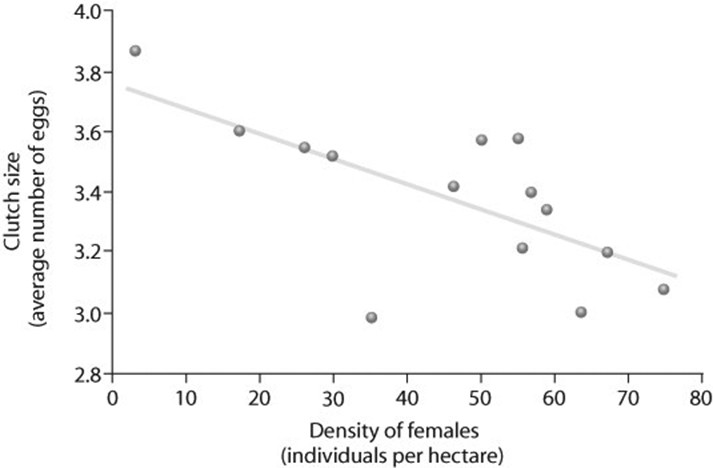 4.0
3.8
3.6
3.4
3.2
3.0
2.8
Clutch size
(average number of eggs)
0 10 20 30 40 50 60 70 80
Density of females
(individuals per hectare)